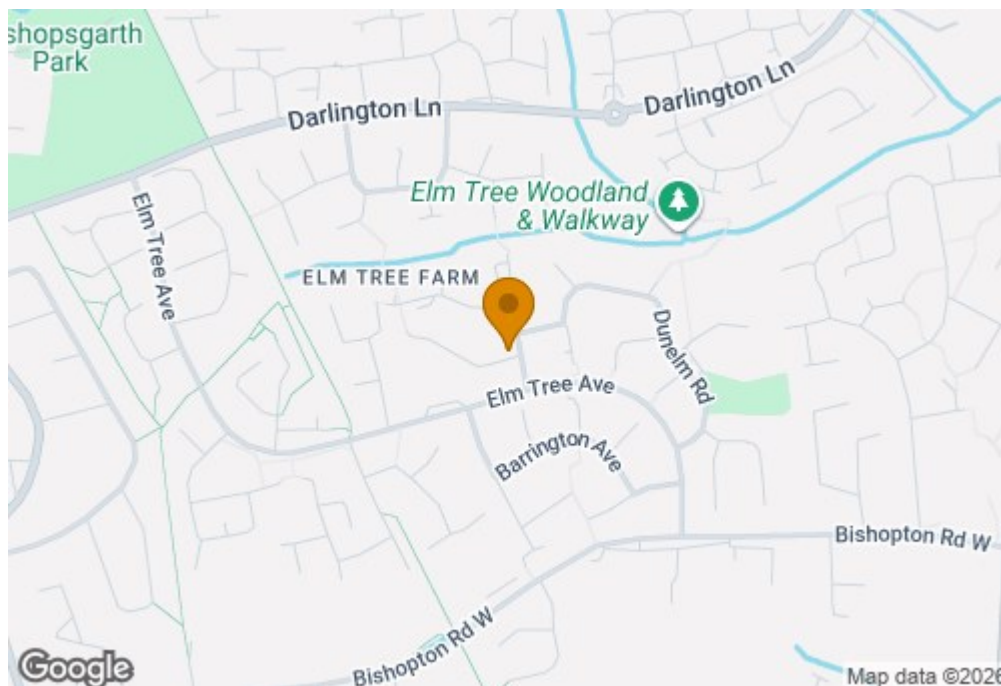 shopsgarth
Park
Darlington Ln
Darlington Ln
Elm Tree Woodland
& Walkway
Elm Tree Ave
ELM TREE FARM
Dunelm Rd
Elm Tree Ave
Barrington Ave
Bishopton Rd W
Bishopton Rd W
Google
Map data ©2026